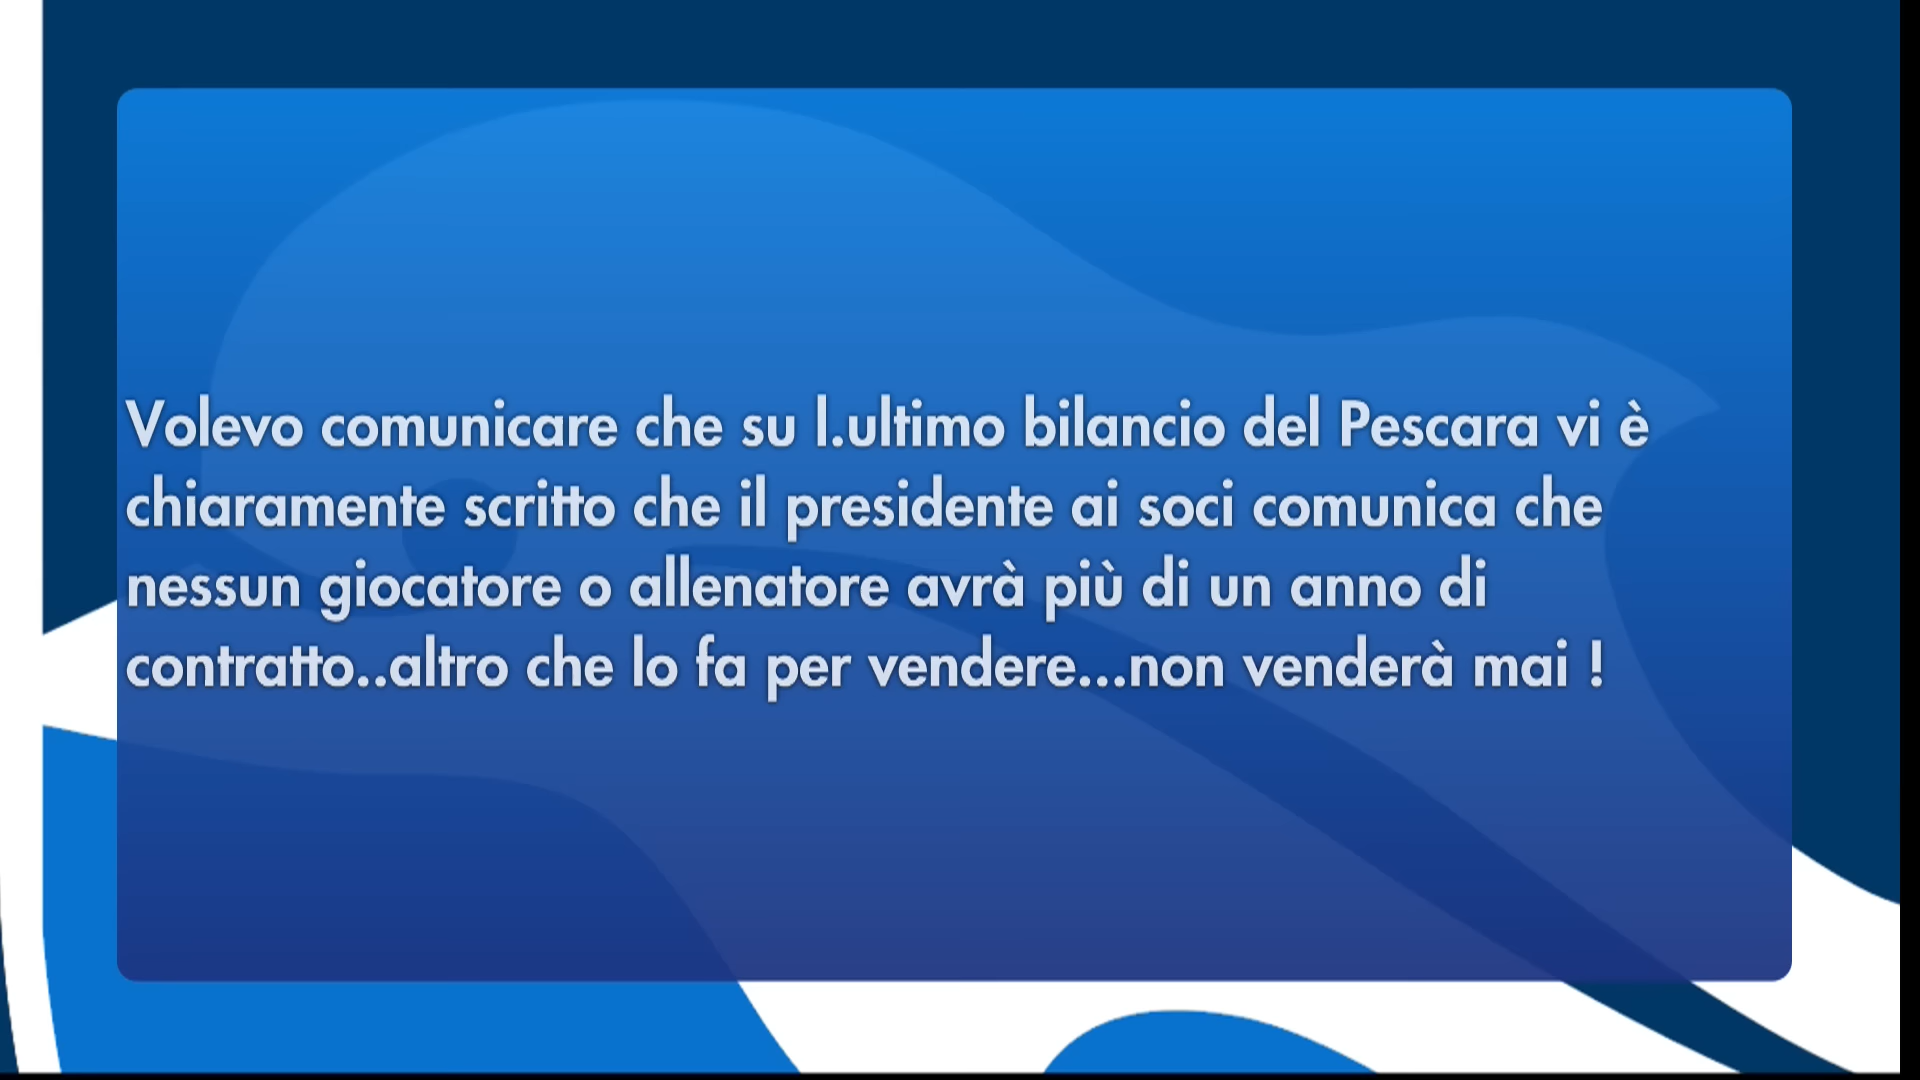 Volevo comunicare che su l.ultimo bilancio del Pescara vi è
chiaramente scritto che il presidente ai soci comunica che
nessun giocatore o allenatore avrà più di un anno di
contratto..altro che lo fa per vendere...non venderà mai !